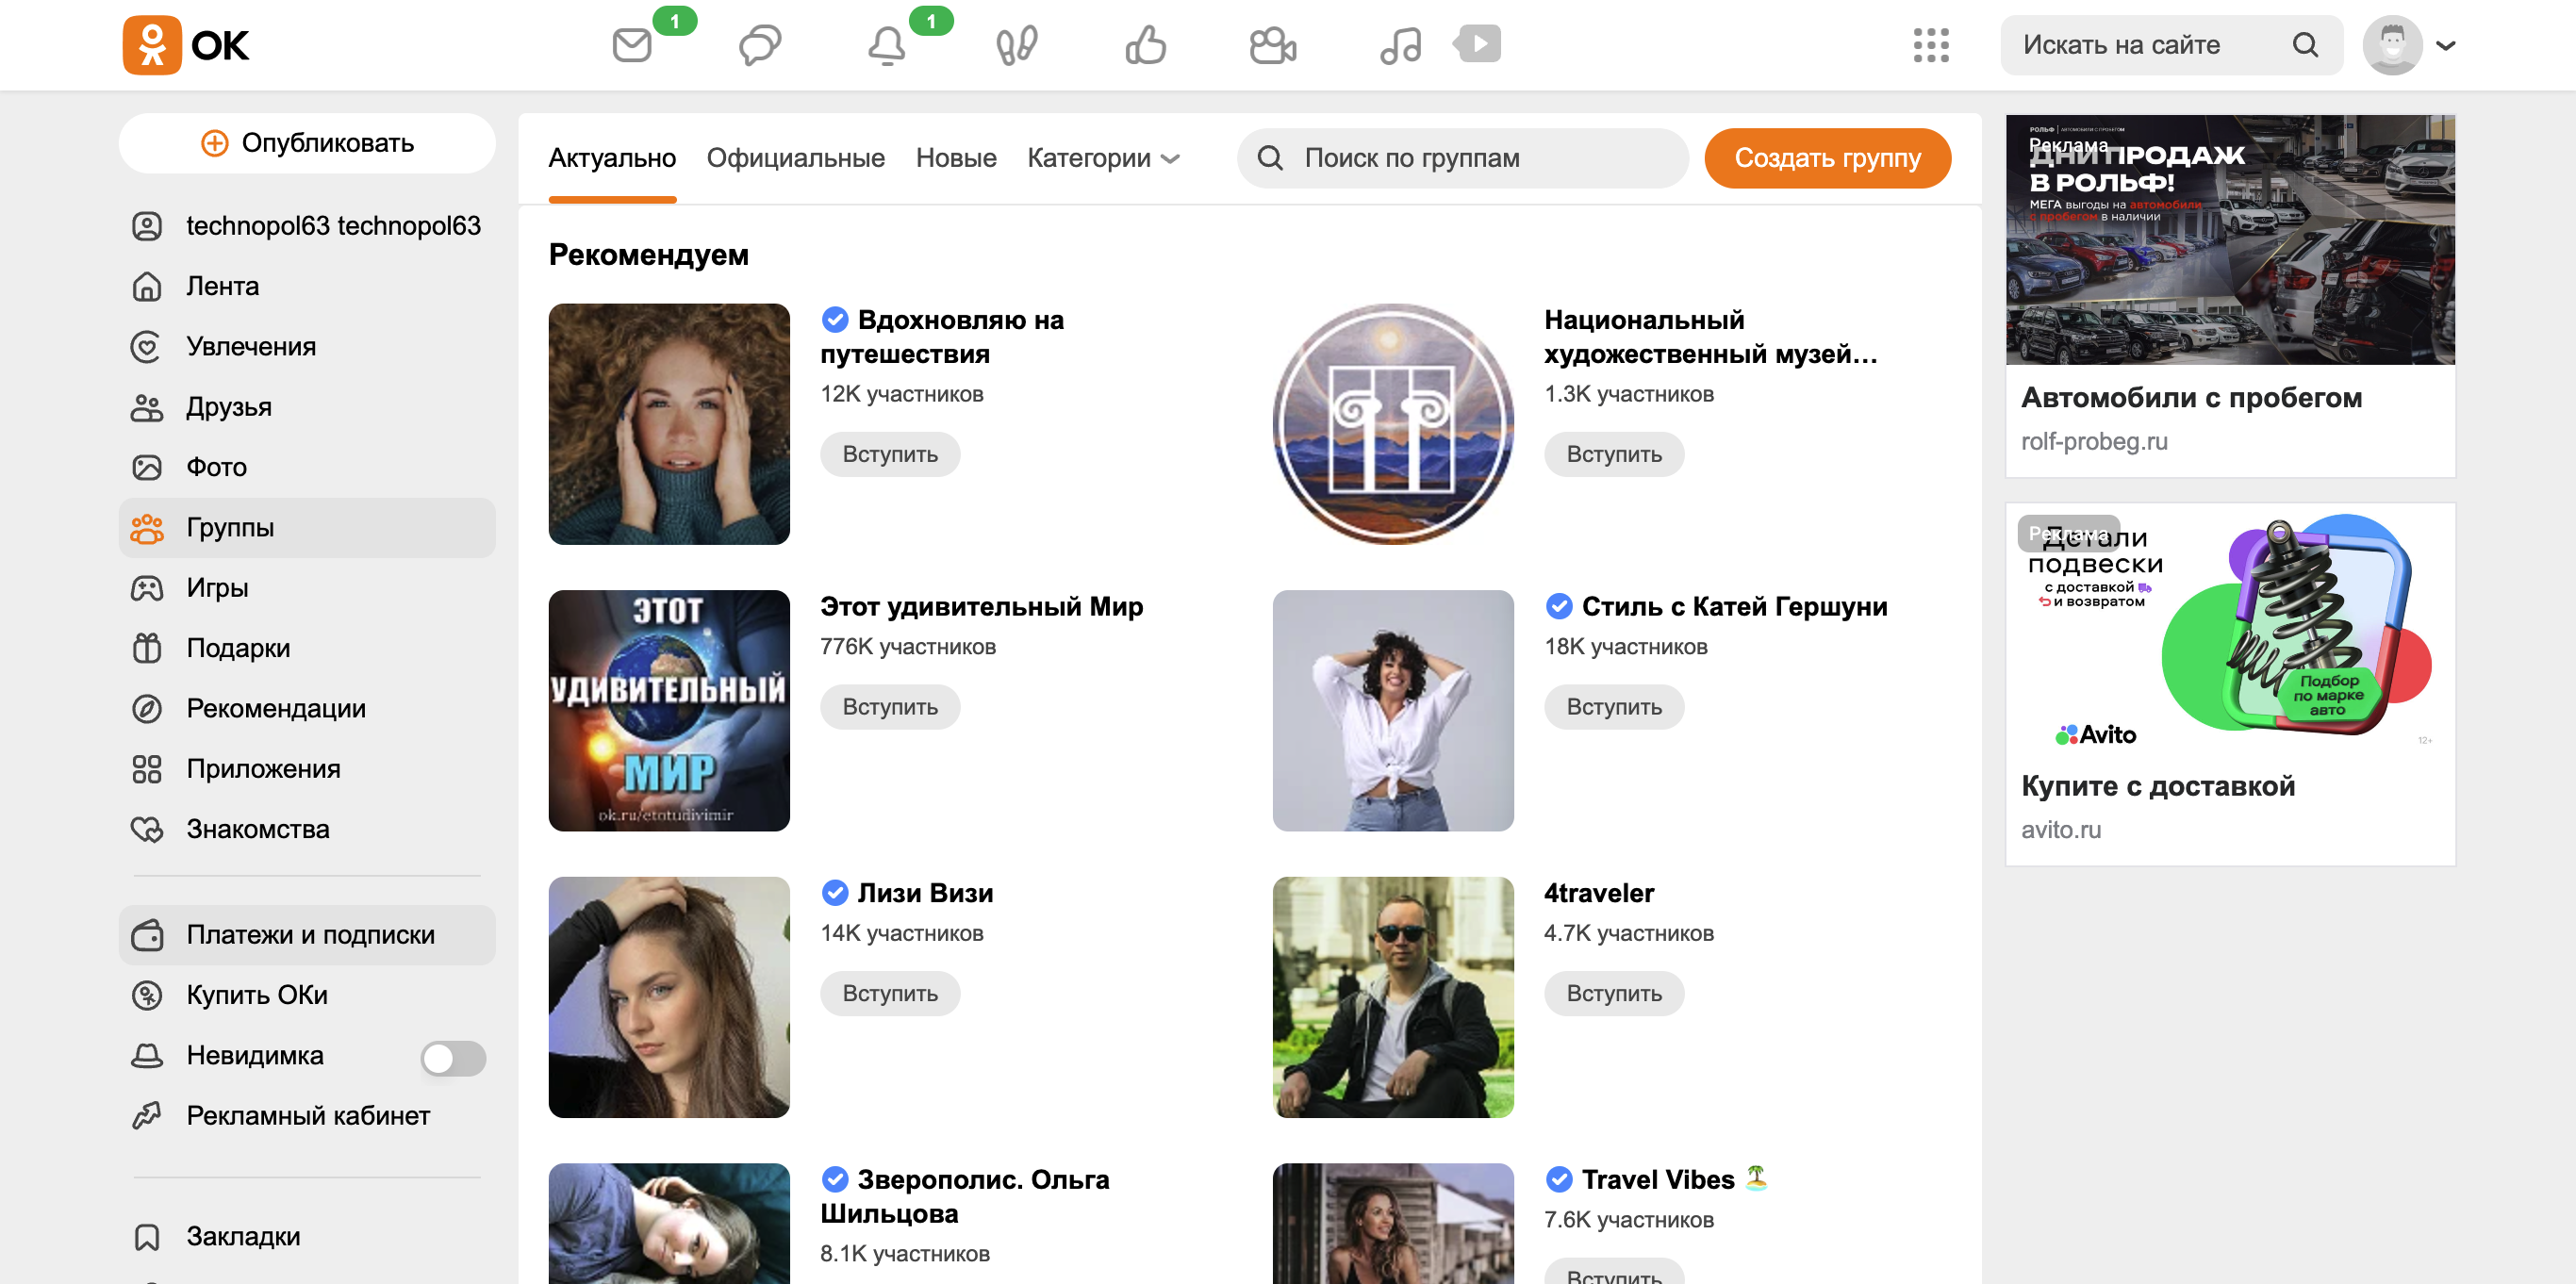 ОК
1
1
Искать на сайте
Опубликовать
technopol63 technopol63
Лента
Увлечения
Друзья
Фото
Группы
Игры
Подарки
Рекомендации
Приложения
Знакомства
Платежи и подписки
Купить ОКи
Невидимка
Рекламный кабинет
Закладки
Актуально
Официальные
Новые
Категории
Поиск по группам
Создать группу
Рекомендуем
Вдохновляю на
путешествия
12K участников
Вступить
Национальный
художественный музей...
1.3K участников
Вступить
ЭТОТ
УДИВИТЕЛЬНЫЙ
МИР
ok.ru/etotudivimir
Этот удивительный Мир
776K участников
Вступить
Стиль с Катей Гершуни
18K участников
Вступить
Лизи Визи
14K участников
Вступить
4traveler
4.7K участников
Вступить
Зверополис. Ольга
Шильцова
8.1K участников
Travel Vibes 🏝️
7.6K участников
Вступить
РОЛЬФ | АВТОМОБИЛИ С ПРОБЕГОМ
Реклама
ДНИ ПРОДАЖ
В РОЛЬФ!
МЕГА выгоды на автомобили
с пробегом в наличии
Автомобили с пробегом
rolf-probeg.ru
Реклама
Детали
подвески
с доставкой
и возвратом
Подбор
по марке
авто
Avito
12+
Купите с доставкой
avito.ru